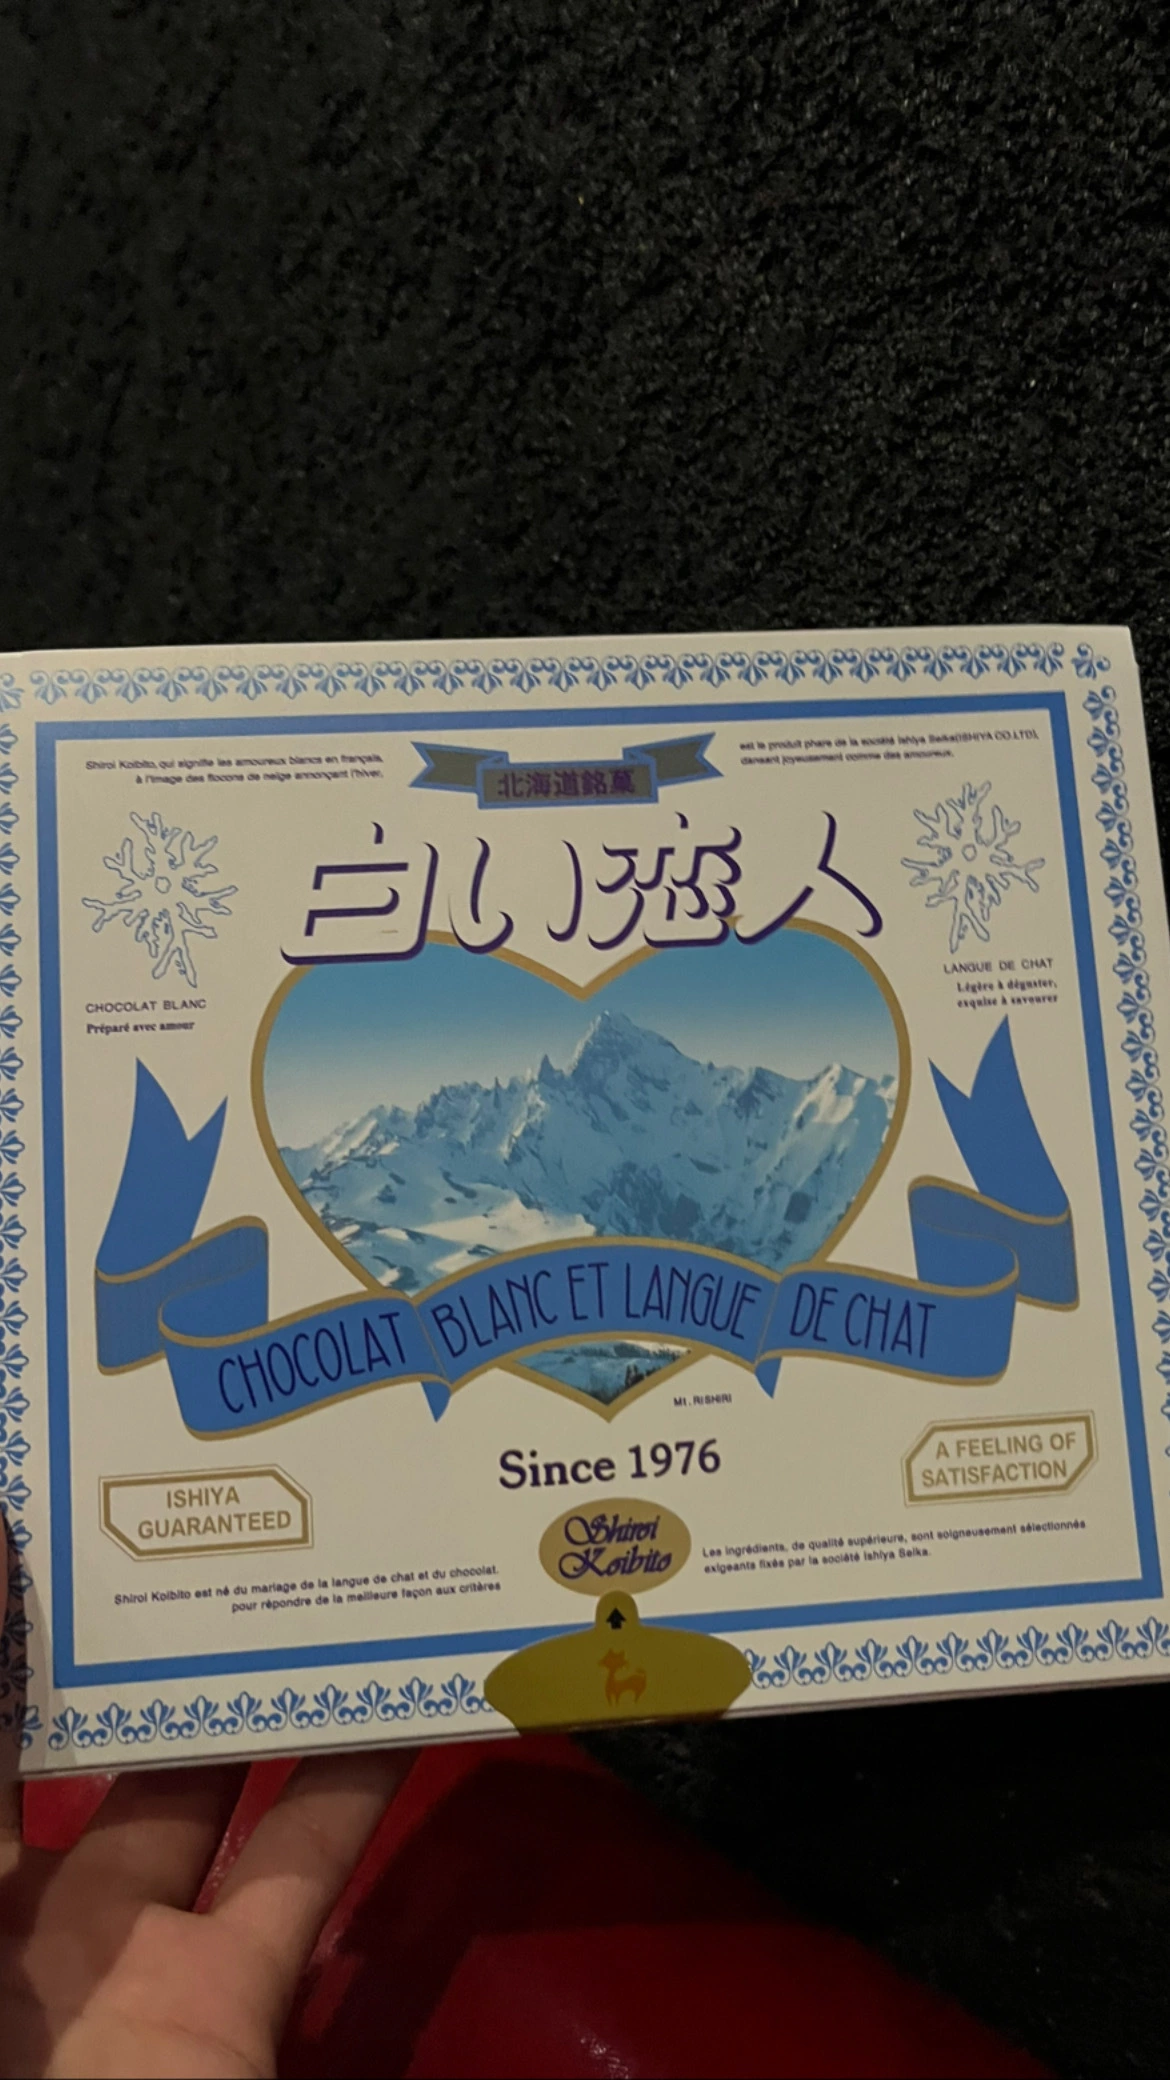 Shiroi Koibito, qui signifie les amoureux blancs en français,
à l'image des flocons de neige annonçant l'hiver,
est le produit phare de la société Ishiya Seika(ISHIYA CO.LTD),
dansant joyeusement comme des amoureux.
北海道銘菓
白い恋人
CHOCOLAT BLANC
Préparé avec amour
LANGUE DE CHAT
Légère à déguster,
exquise à savourer
CHOCOLAT BLANC ET LANGUE DE CHAT
Mt. RISHIRI
Since 1976
ISHIYA
GUARANTEED
A FEELING OF
SATISFACTION
Shiroi
Koibito
Shiroi Koibito est né du mariage de la langue de chat et du chocolat.
pour répondre de la meilleure façon aux critères
Les ingrédients, de qualité supérieure, sont soigneusement sélectionnés
exigeants fixés par la société Ishiya Seika.